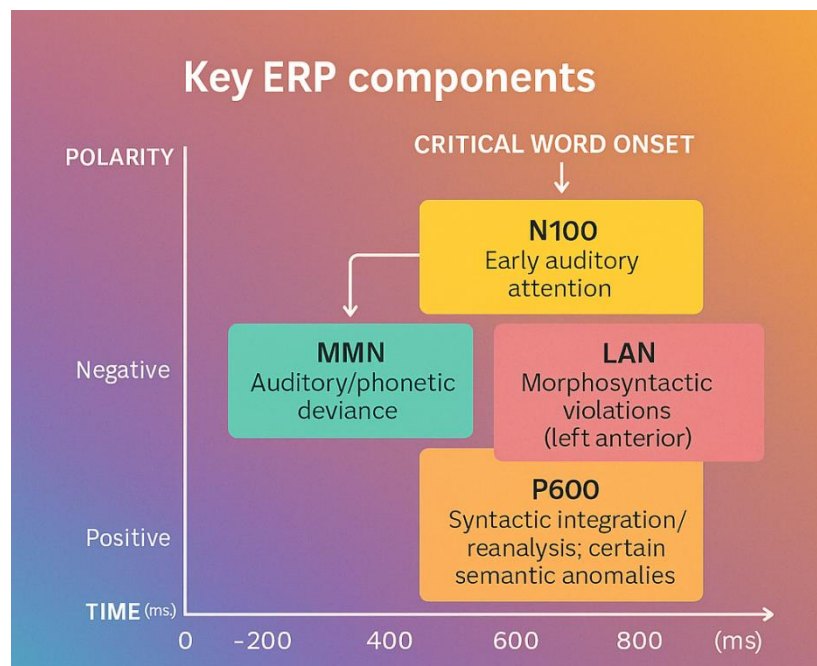 Key ERP components
POLARITY
CRITICAL WORD ONSET
N100
Early auditory
attention
Negative
MMN
Auditory/phonetic
deviance
LAN
Morphosyntactic
violations
(left anterior)
Positive
P600
Syntactic integration/
reanalysis; certain
semantic anomalies
TIME (ms.)
0 -200 400 600 800 (ms)